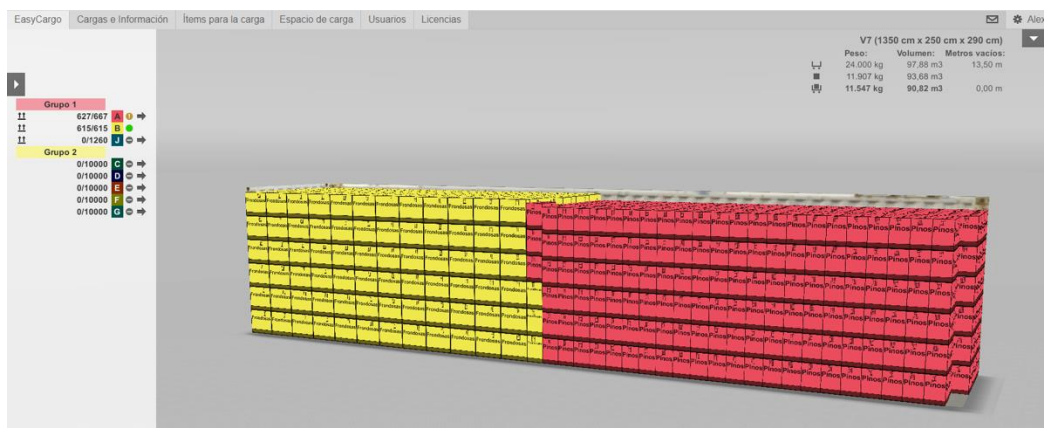 EasyCargo Cargas e Información Ítems para la carga Espacio de carga Usuarios Licencias Alex
V7 (1350 cm x 250 cm x 290 cm)
Peso: Volumen: Metros vacíos:
24.000 kg 97,88 m3 13,50 m
11.907 kg 93,68 m3
11.547 kg 90,82 m3 0,00 m
Grupo 1
627/667 A
615/615 B
0/1260 J
Grupo 2
0/10000 C
0/10000 D
0/10000 E
0/10000 F
0/10000 G
Frondosas
Pinos